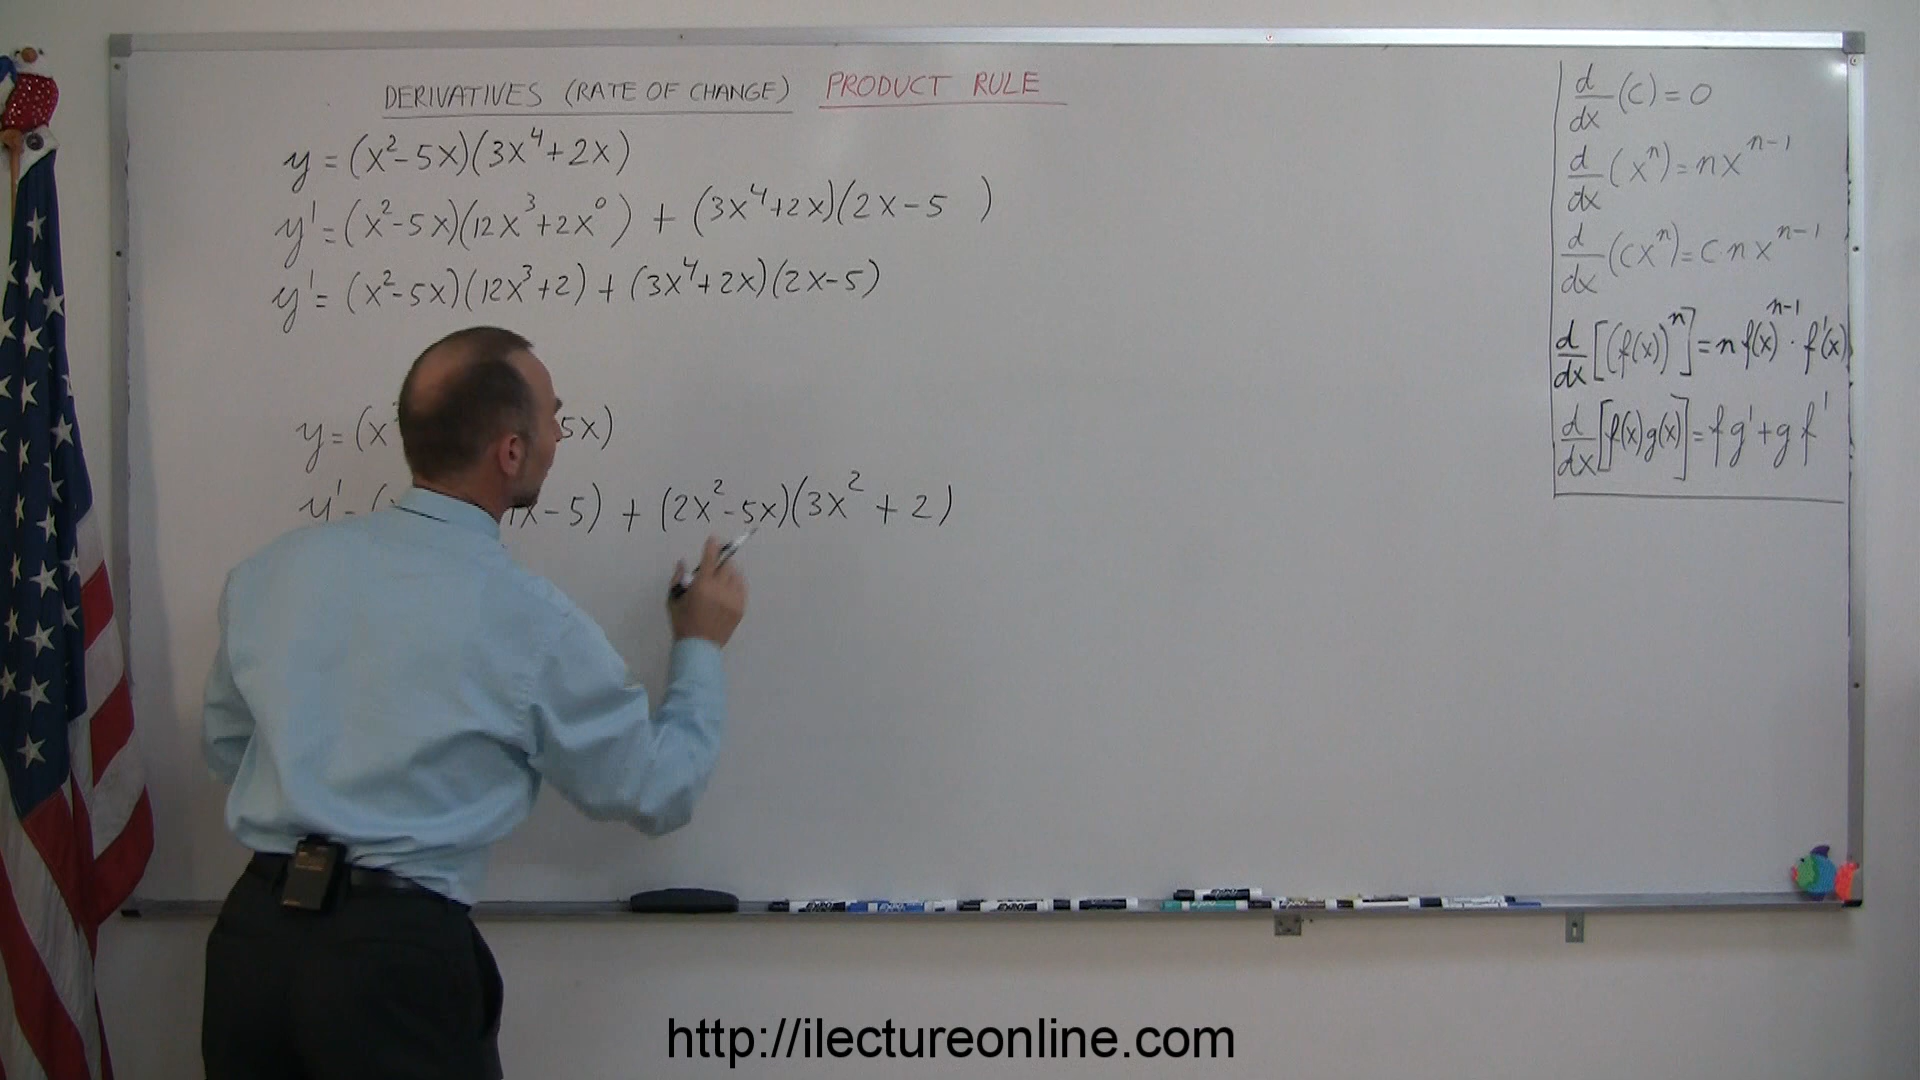 DERIVATIVES (RATE OF CHANGE) PRODUCT RULE
y = (x²-5x)(3x⁴+2x)
y' = (x²-5x)(12x³+2x⁰) + (3x⁴+2x)(2x-5 )
y' = (x²-5x)(12x³+2) + (3x⁴+2x)(2x-5)
y = (x 5x)
y' = ( x-5) + (2x²-5x)(3x²+2)
d/dx (c) = 0
d/dx (xⁿ) = nxⁿ⁻¹
d/dx (cxⁿ) = c·nxⁿ⁻¹
d/dx [(f(x))ⁿ] = n f(x)ⁿ⁻¹ · f'(x)
d/dx [f(x)g(x)] = fg' + gf'
EXPO
http://ilectureonline.com